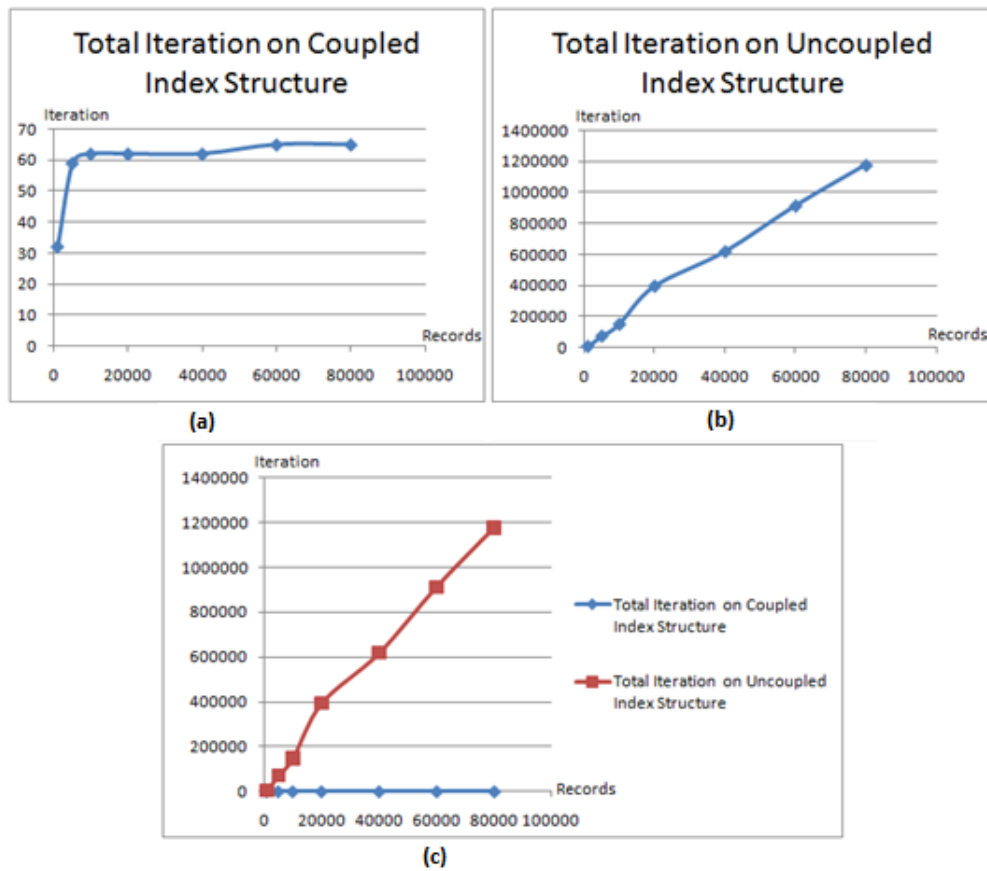 Total Iteration on Coupled
Index Structure
Iteration
70
60
50
40
30
20
10
0
Records
0 20000 40000 60000 80000 100000
(a)
Total Iteration on Uncoupled
Index Structure
Iteration
1400000
1200000
1000000
800000
600000
400000
200000
0
Records
0 20000 40000 60000 80000 100000
(b)
Iteration
1400000
1200000
1000000
800000
600000
400000
200000
0
Records
0 20000 40000 60000 80000 100000
Total Iteration on Coupled
Index Structure
Total Iteration on Uncoupled
Index Structure
(c)